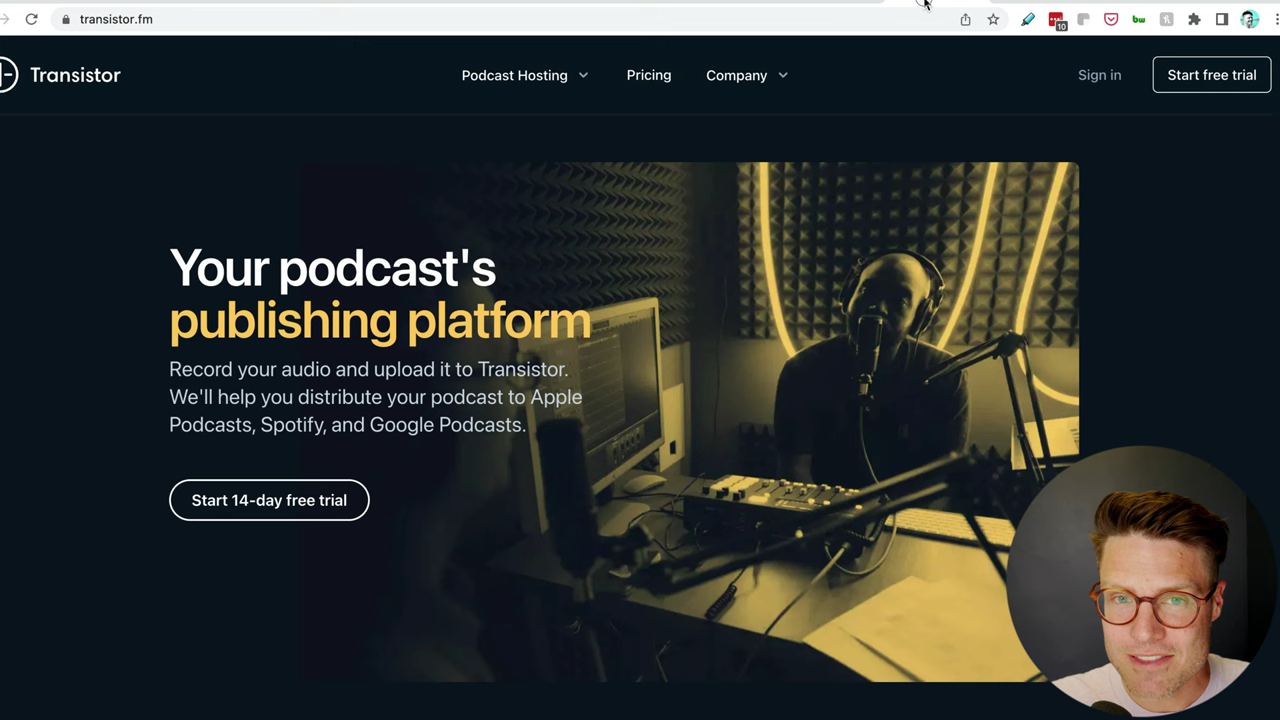 transistor.fm
10
bw
Transistor
Podcast Hosting
Pricing
Company
Sign in
Start free trial
Your podcast's
publishing platform
Record your audio and upload it to Transistor.
We'll help you distribute your podcast to Apple
Podcasts, Spotify, and Google Podcasts.
Start 14-day free trial